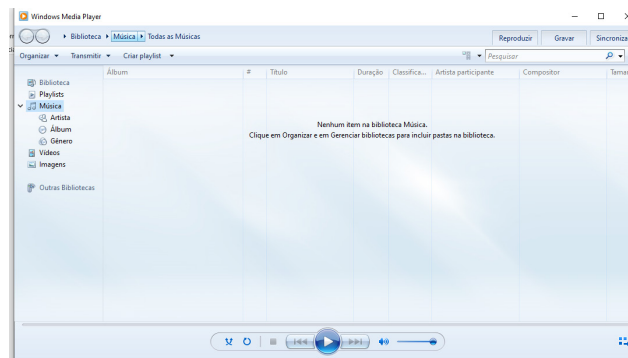 Windows Media Player
Biblioteca Música Todas as Músicas
Reproduzir Gravar Sincroniza
Organizar Transmitir Criar playlist Pesquisar
Álbum # Título Duração Classifica... Artista participante Compositor Taman
Biblioteca
Playlists
Música
Artista
Álbum
Gênero
Vídeos
Imagens
Outras Bibliotecas
Nenhum item na biblioteca Música.
Clique em Organizar e em Gerenciar bibliotecas para incluir pastas na biblioteca.